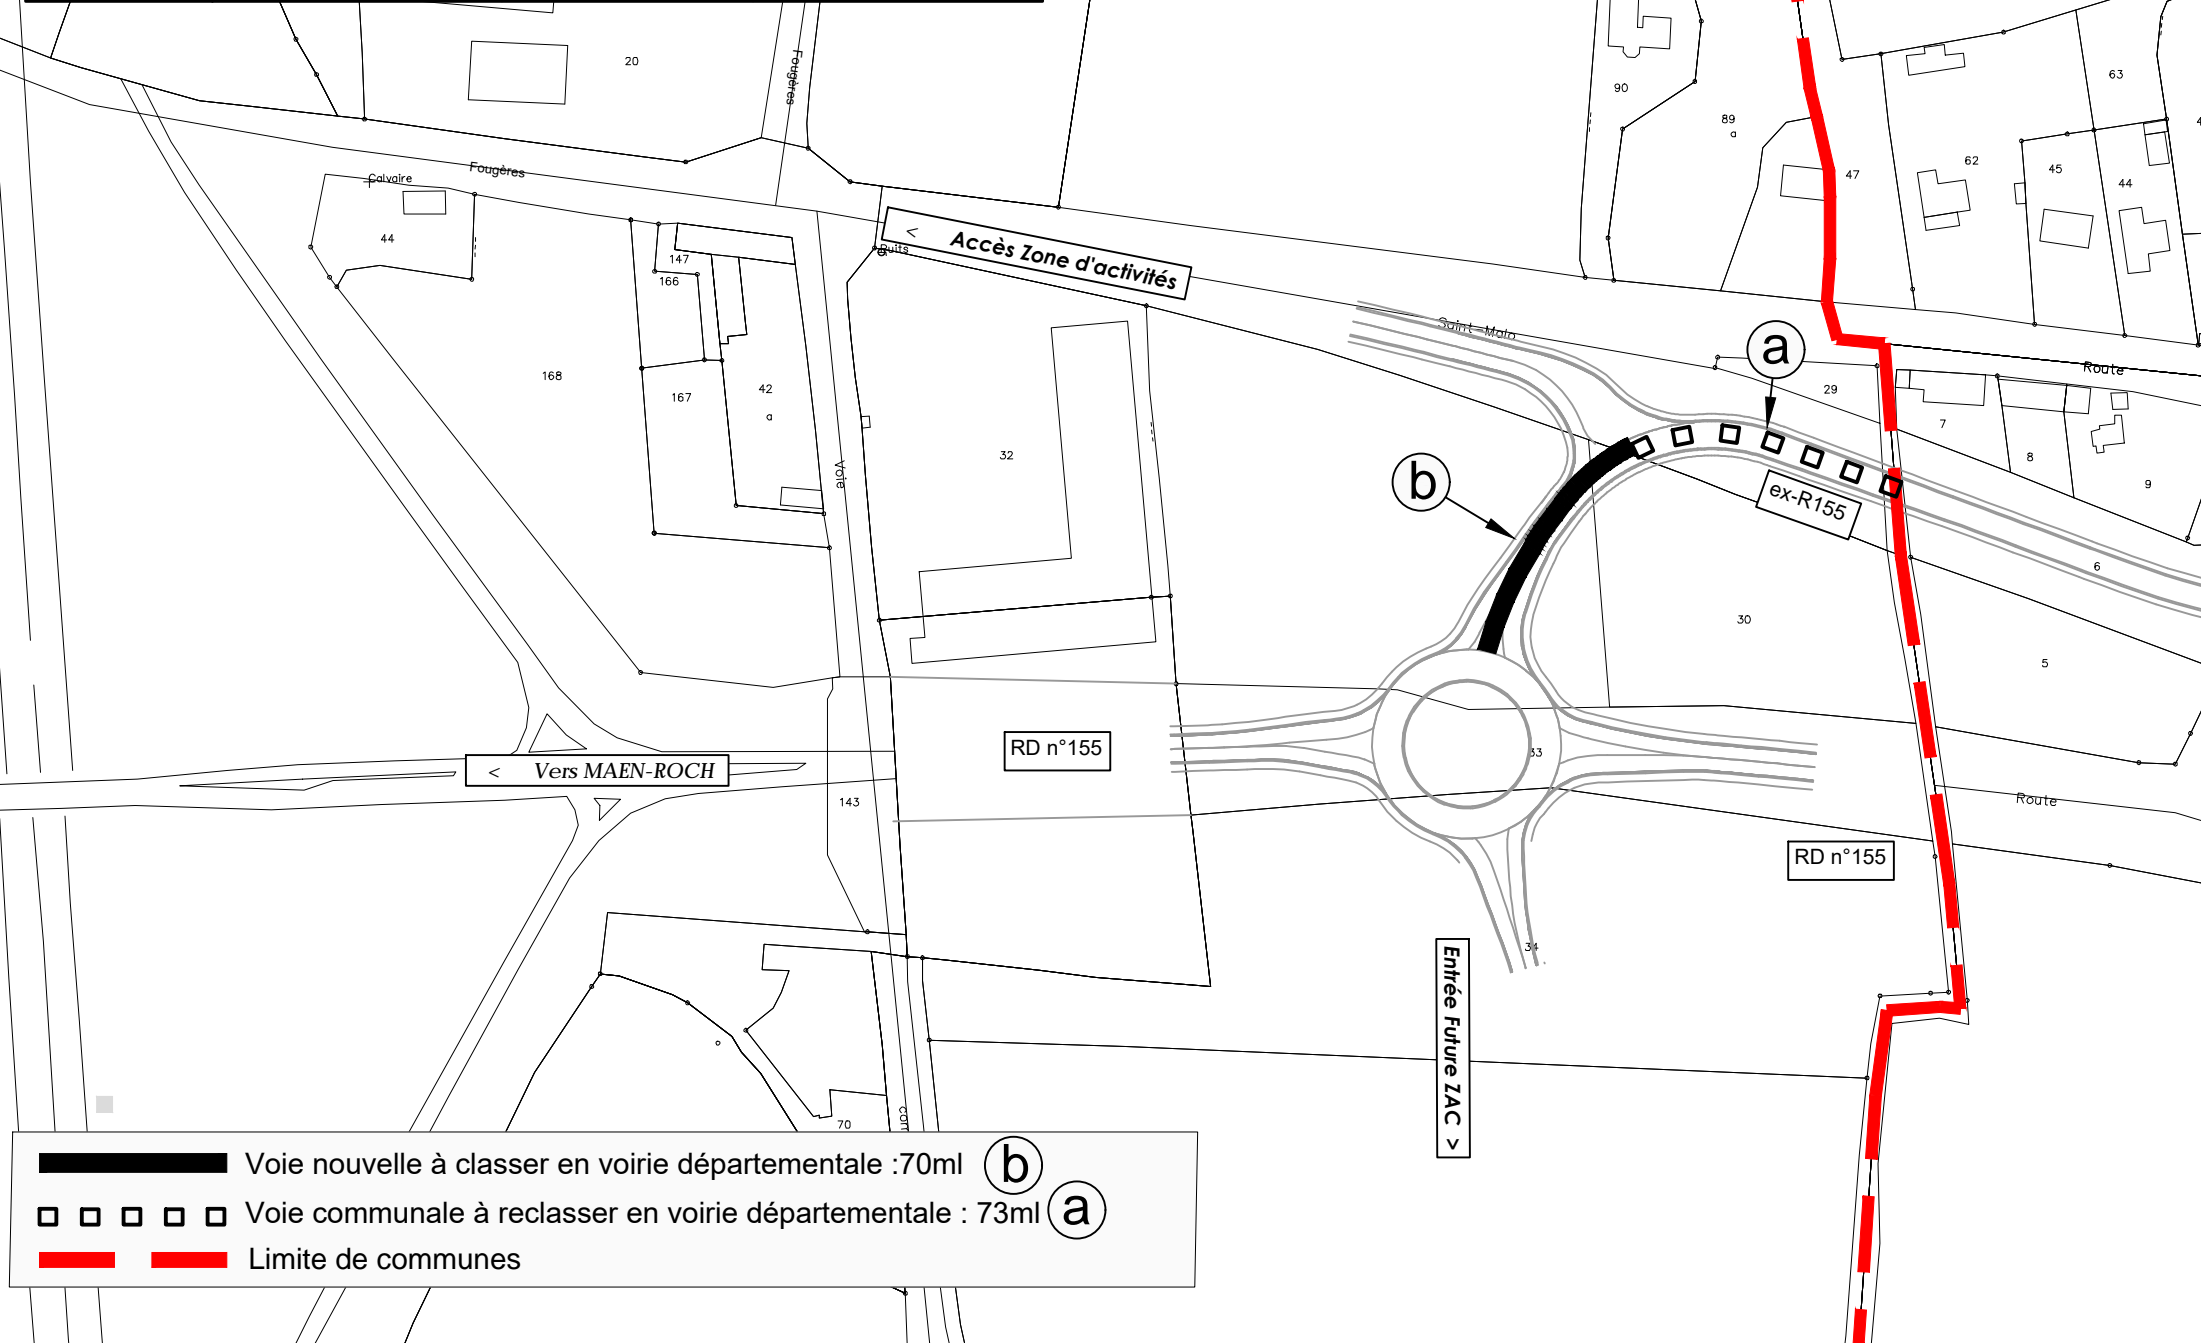 20
Fougères
90
89
a
63
62
45
44
47
Fougères
Calvaire
44
147
166
Puits
< Accès Zone d'activités
Saint-Malo
a
Route
29
7
8
9
168
167
42
a
Voie
32
b
ex-R155
6
30
5
RD n°155
33
< Vers MAEN-ROCH
143
Route
RD n°155
34
Entrée Future ZAC >
70
com
Voie nouvelle à classer en voirie départementale :70ml b
Voie communale à reclasser en voirie départementale : 73ml a
Limite de communes